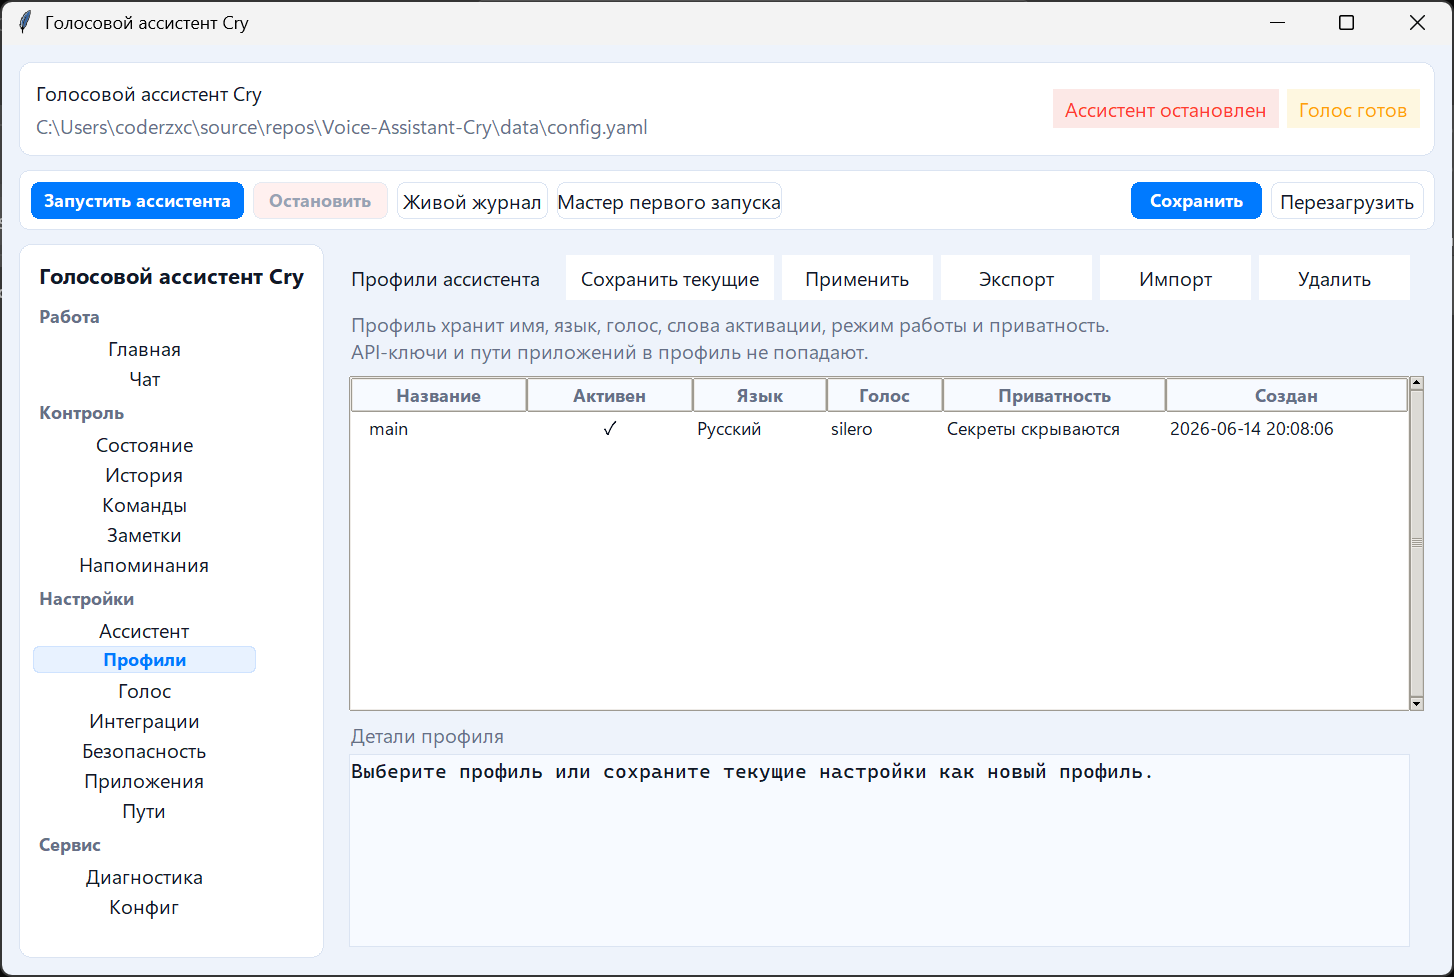 Голосовой ассистент Cry
Голосовой ассистент Cry
C:\Users\coderzxc\source\repos\Voice-Assistant-Cry\data\config.yaml
Ассистент остановлен Голос готов
Запустить ассистента Остановить Живой журнал Мастер первого запуска Сохранить Перезагрузить
Голосовой ассистент Cry
Работа
Главная
Чат
Контроль
Состояние
История
Команды
Заметки
Напоминания
Настройки
Ассистент
Профили
Голос
Интеграции
Безопасность
Приложения
Пути
Сервис
Диагностика
Конфиг
Профили ассистента Сохранить текущие Применить Экспорт Импорт Удалить
Профиль хранит имя, язык, голос, слова активации, режим работы и приватность.
API-ключи и пути приложений в профиль не попадают.
Название Активен Язык Голос Приватность Создан
main ✓ Русский silero Секреты скрываются 2026-06-14 20:08:06
Детали профиля
Выберите профиль или сохраните текущие настройки как новый профиль.